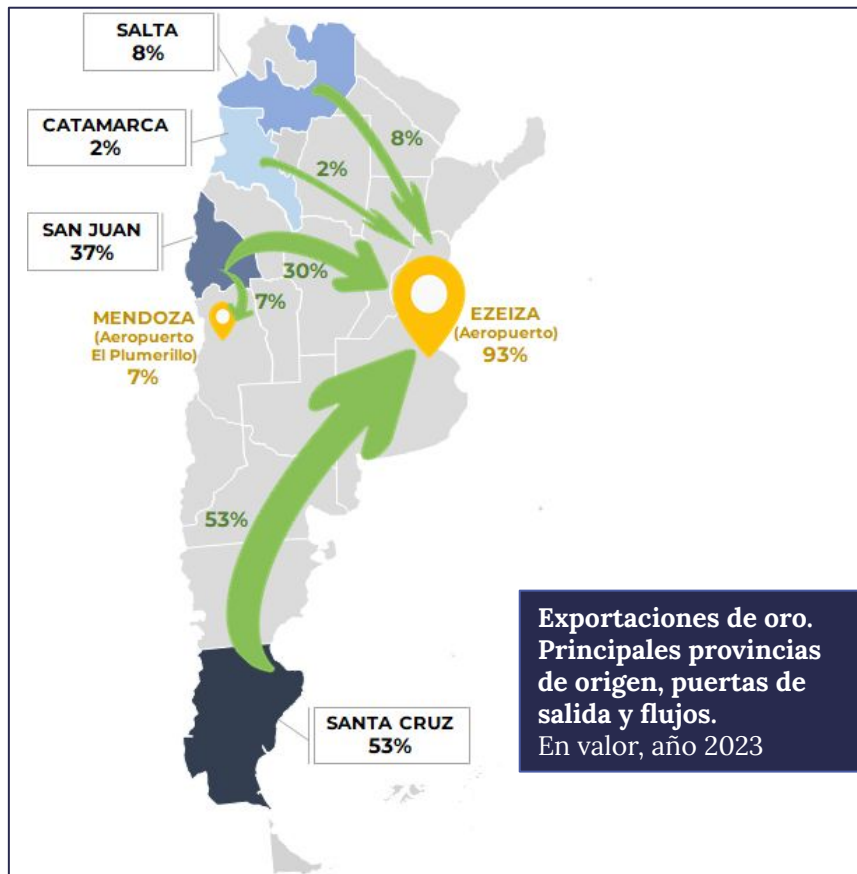 SALTA
8%
CATAMARCA
2%
8%
2%
SAN JUAN
37%
30%
7%
MENDOZA
(Aeropuerto
El Plumerillo)
7%
EZEIZA
(Aeropuerto)
93%
53%
SANTA CRUZ
53%
Exportaciones de oro.
Principales provincias
de origen, puertas de
salida y flujos.
En valor, año 2023